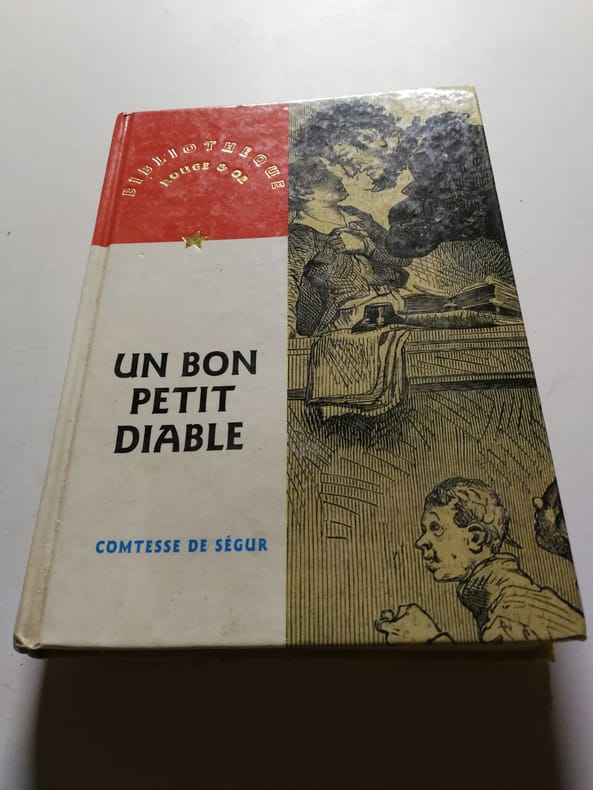 BIBLIOTHEQUE
ROUGE & OR
UN BON
PETIT
DIABLE
COMTESSE DE SÉGUR